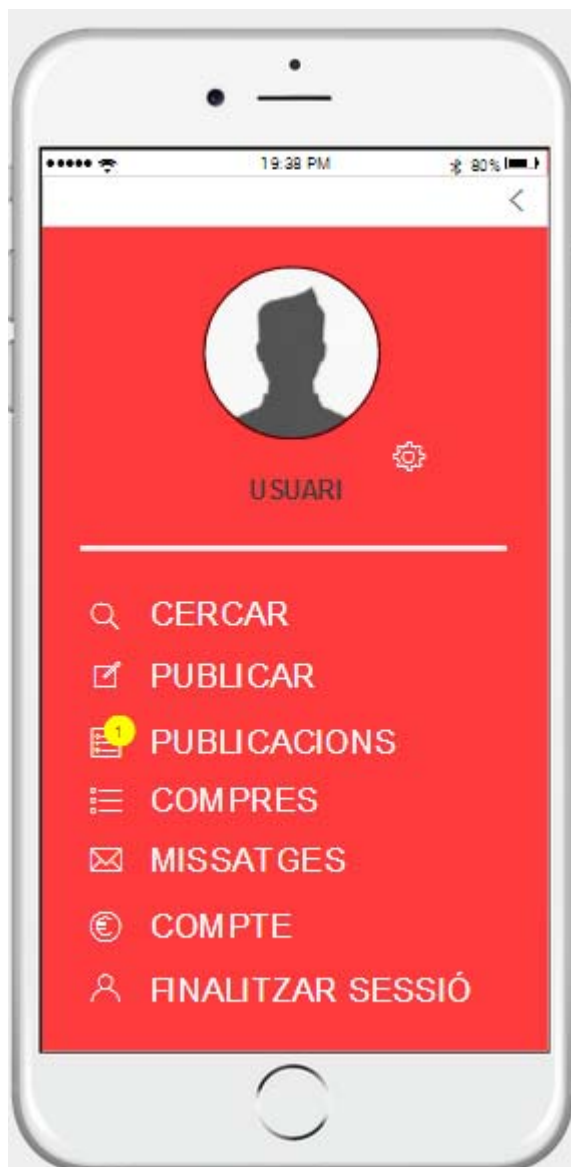 19:38 PM 80%
USUARI
CERCAR
PUBLICAR
1
PUBLICACIONS
COMPRES
MISSATGES
COMPTE
FINALITZAR SESSIÓ